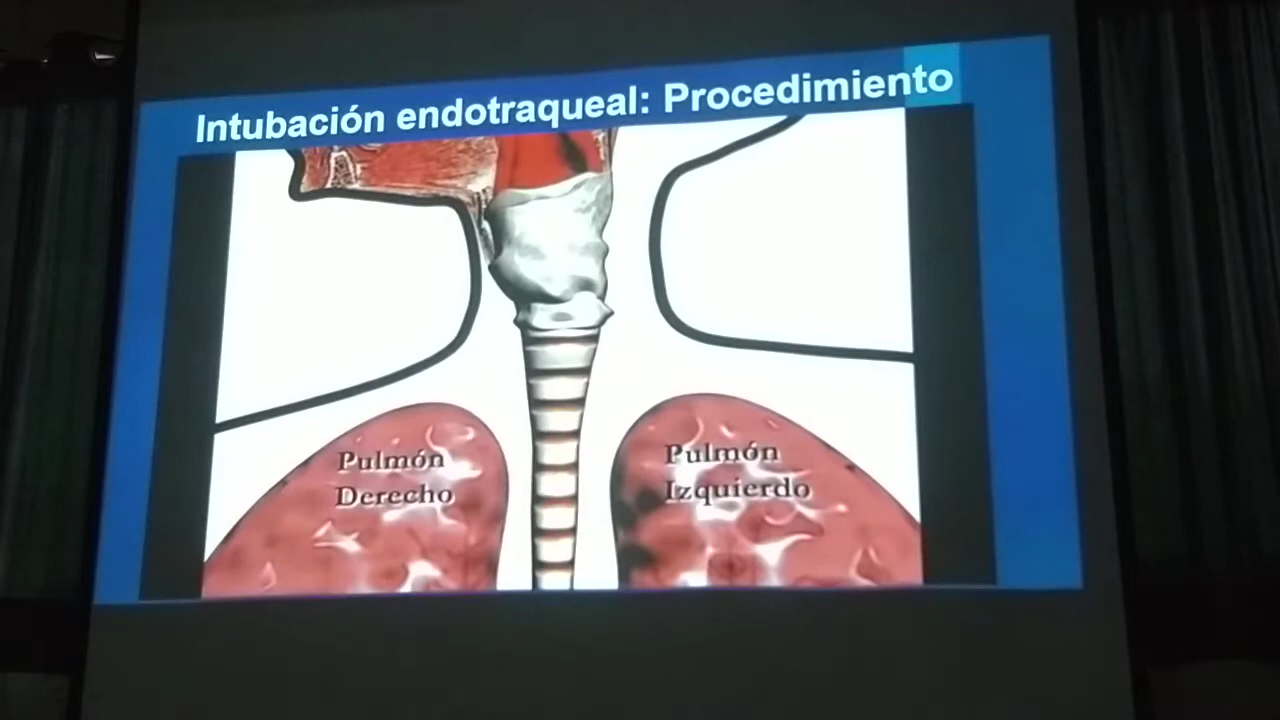 Intubación endotraqueal: Procedimiento
Pulmón
Derecho
Pulmón
Izquierdo